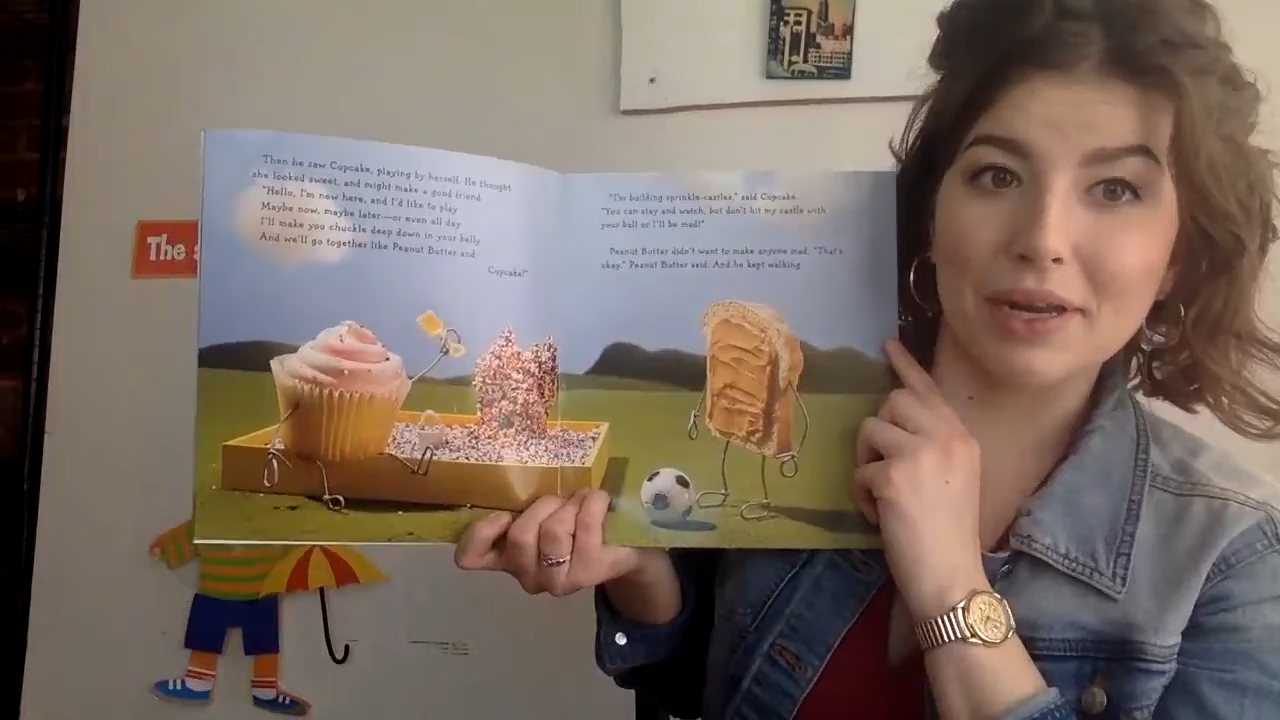 Then he saw Cupcake, playing by herself. He thought
she looked sweet, and might make a good friend.
"Hello, I'm new here, and I'd like to play
Maybe now, maybe later—or even all day
I'll make you chuckle deep down in your belly
And we'll go together like Peanut Butter and
Cupcake!"
"I'm building sprinkle-castles," said Cupcake.
"You can stay and watch, but don't hit my castle with
your ball or I'll be mad!"
Peanut Butter didn't want to make anyone mad. "That's
okay," Peanut Butter said. And he kept walking
The